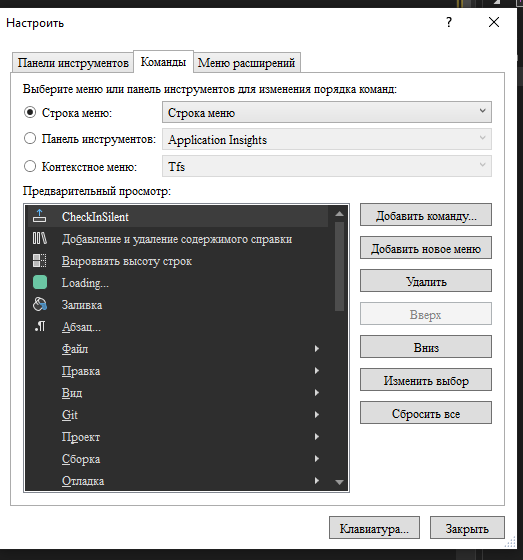 Настроить
?
Панели инструментов
Команды
Меню расширений
Выберите меню или панель инструментов для изменения порядка команд:
Строка меню: Строка меню
Панель инструментов: Application Insights
Контекстное меню: Tfs
Предварительный просмотр:
CheckInSilent
Добавление и удаление содержимого справки
Выровнять высоту строк
Loading...
Заливка
Абзац...
Файл
Правка
Вид
Git
Проект
Сборка
Отладка
Добавить команду...
Добавить новое меню
Удалить
Вверх
Вниз
Изменить выбор
Сбросить все
Клавиатура...
Закрыть